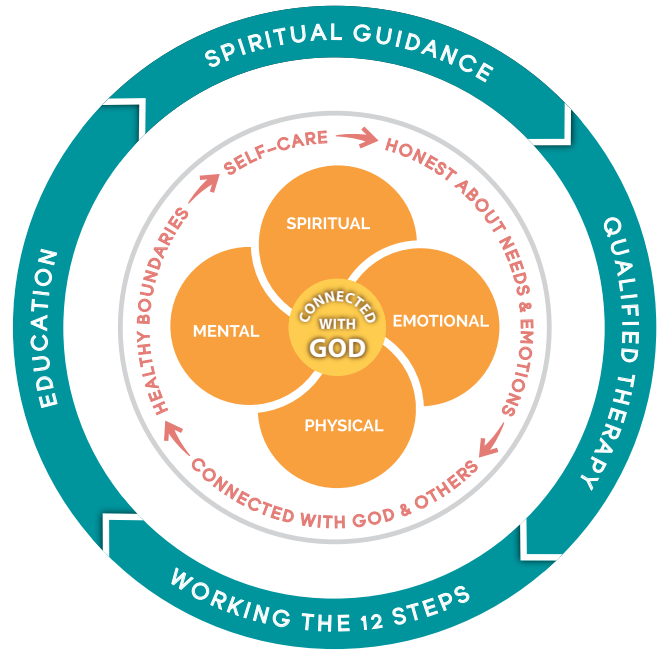 SPIRITUAL GUIDANCE
QUALIFIED THERAPY
WORKING THE 12 STEPS
EDUCATION
SELF-CARE
HONEST ABOUT NEEDS & EMOTIONS
CONNECTED WITH GOD & OTHERS
HEALTHY BOUNDARIES
SPIRITUAL
EMOTIONAL
PHYSICAL
MENTAL
CONNECTED
WITH
GOD